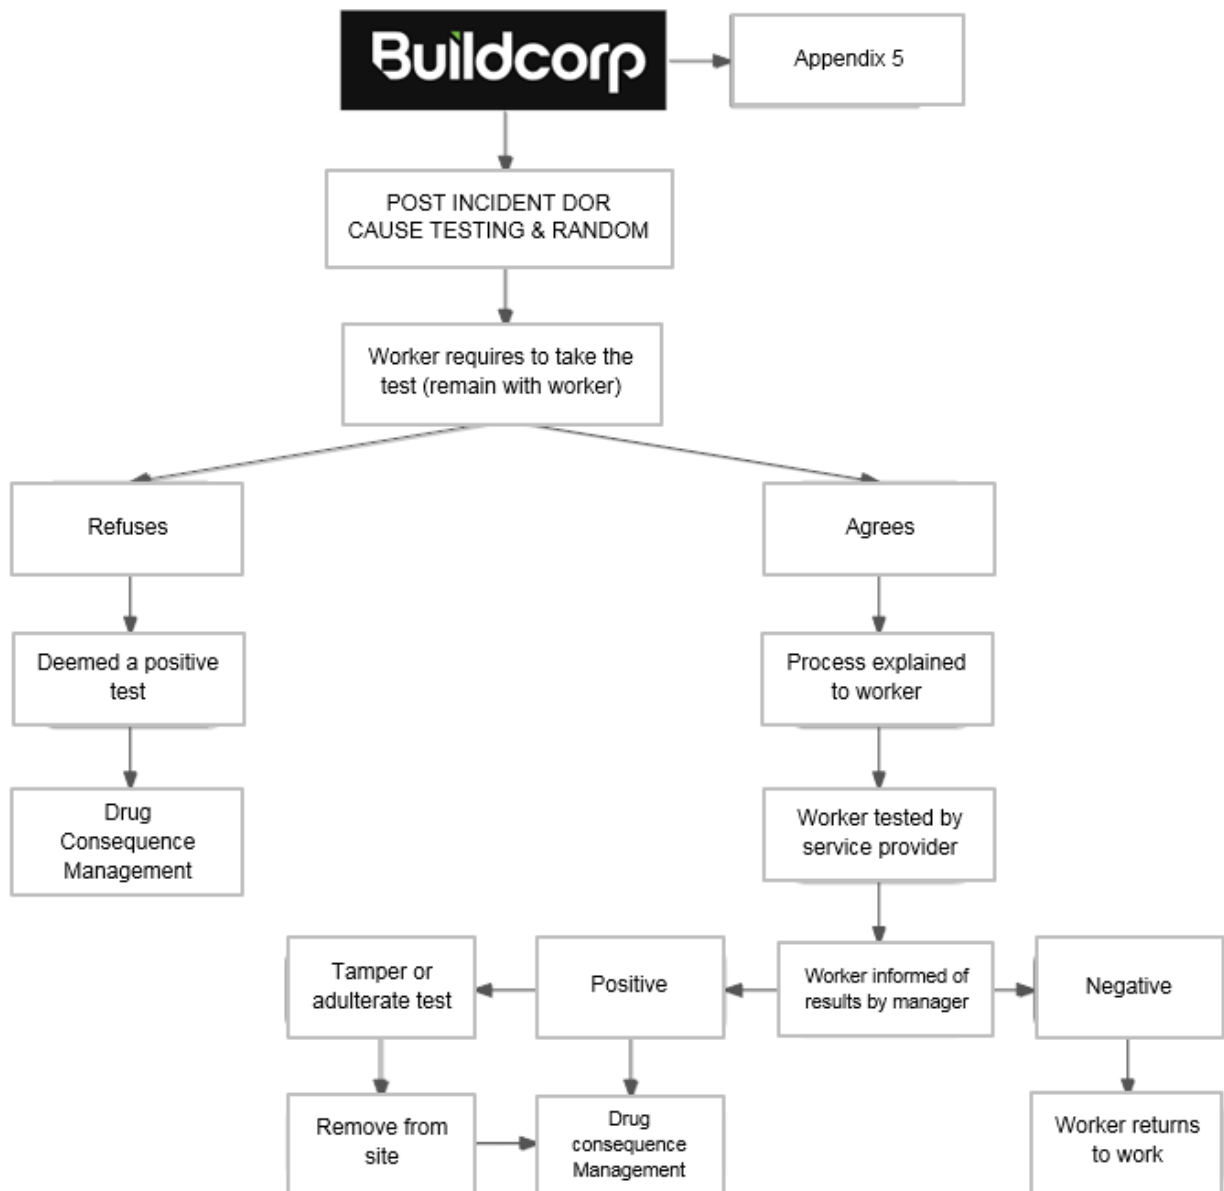 Buildcorp
Appendix 5
POST INCIDENT DOR
CAUSE TESTING & RANDOM
Worker requires to take the
test (remain with worker)
Refuses
Agrees
Deemed a positive
test
Process explained
to worker
Drug
Consequence
Management
Worker tested by
service provider
Tamper or
adulterate test
Positive
Worker informed of
results by manager
Negative
Remove from
site
Drug
consequence
Management
Worker returns
to work